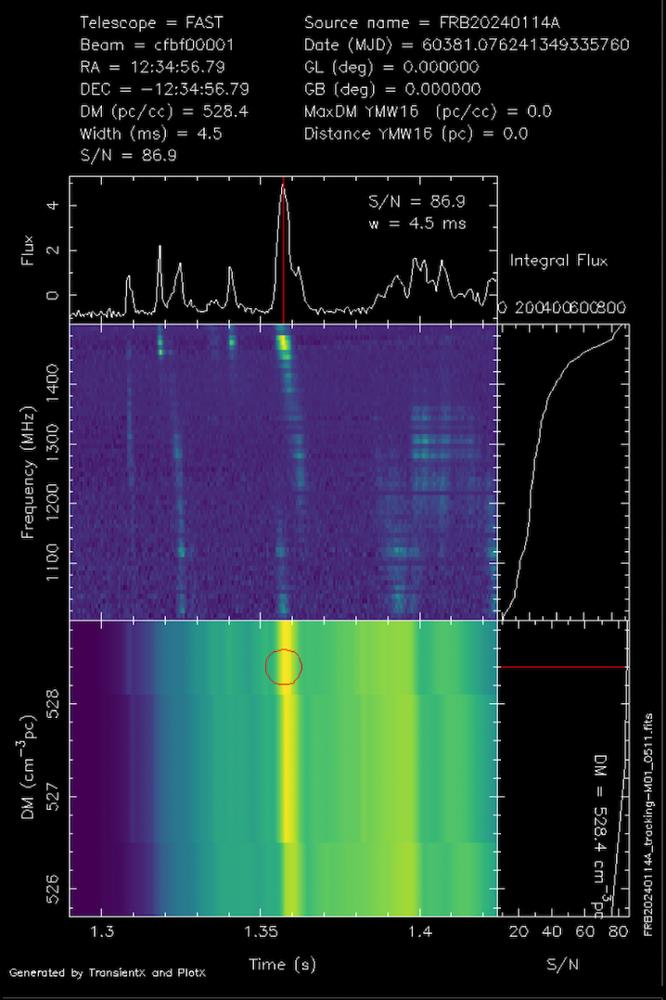 Telescope = FAST
Source name = FRB20240114A
Beam = cfbf00001
Date (MJD) = 60381.076241349335760
RA = 12:34:56.79
GL (deg) = 0.000000
DEC = −12:34:56.79
GB (deg) = 0.000000
DM (pc/cc) = 528.4
MaxDM YMW16 (pc/cc) = 0.0
Width (ms) = 4.5
Distance YMW16 (pc) = 0.0
S/N = 86.9
S/N = 86.9
w = 4.5 ms
Flux
4
2
0
Integral Flux
0 200400600800
Frequency (MHz)
1400
1300
1200
1100
DM (cm⁻³pc)
528
527
526
DM = 528.4 cm⁻³pc
1.3 1.35 1.4
20 40 60 80
Time (s)
S/N
FRB20240114A_tracking-M01_0511.fits
Generated by TransientX and PlotX